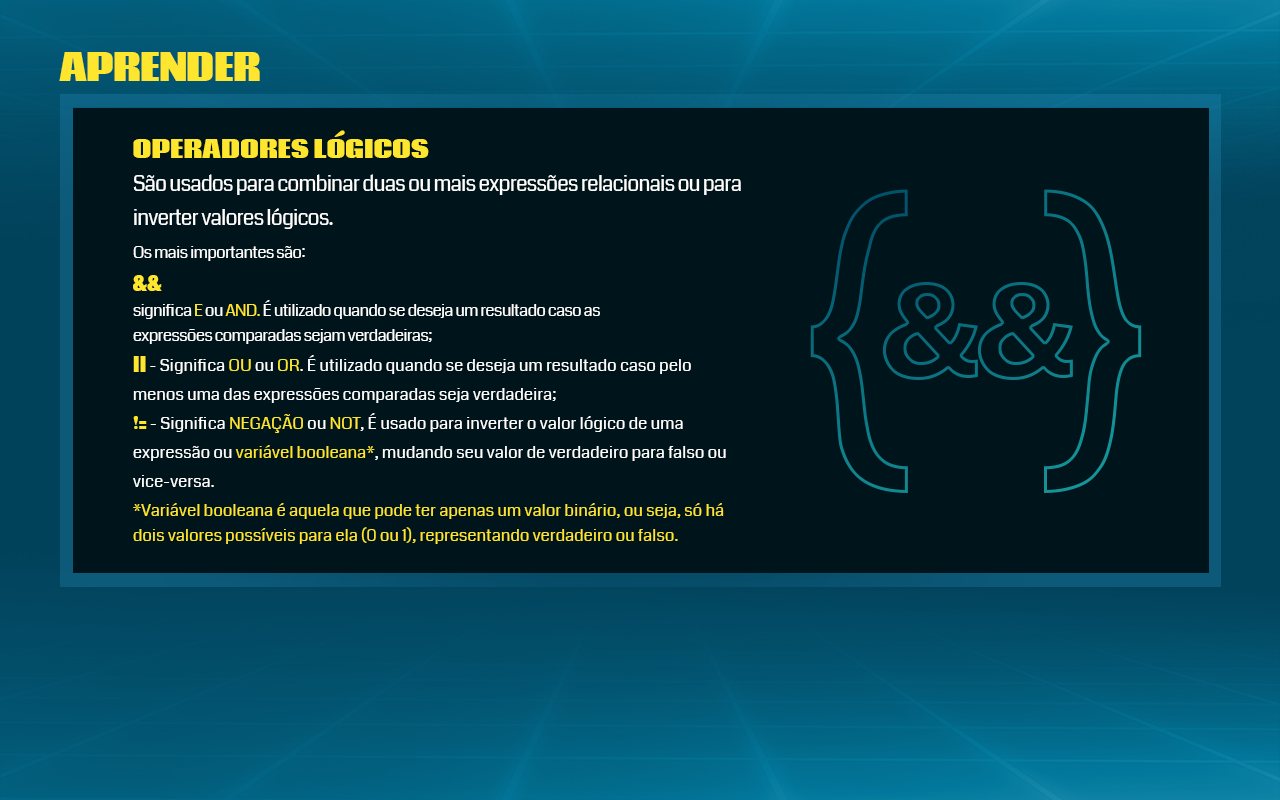 APRENDER
OPERADORES LÓGICOS
São usados para combinar duas ou mais expressões relacionais ou para
inverter valores lógicos.
Os mais importantes são:
&&
significa E ou AND. É utilizado quando se deseja um resultado caso as
expressões comparadas sejam verdadeiras;
|| - Significa OU ou OR. É utilizado quando se deseja um resultado caso pelo
menos uma das expressões comparadas seja verdadeira;
!= - Significa NEGAÇÃO ou NOT, É usado para inverter o valor lógico de uma
expressão ou variável booleana*, mudando seu valor de verdadeiro para falso ou
vice-versa.
*Variável booleana é aquela que pode ter apenas um valor binário, ou seja, só há
dois valores possíveis para ela (0 ou 1), representando verdadeiro ou falso.
{&&}